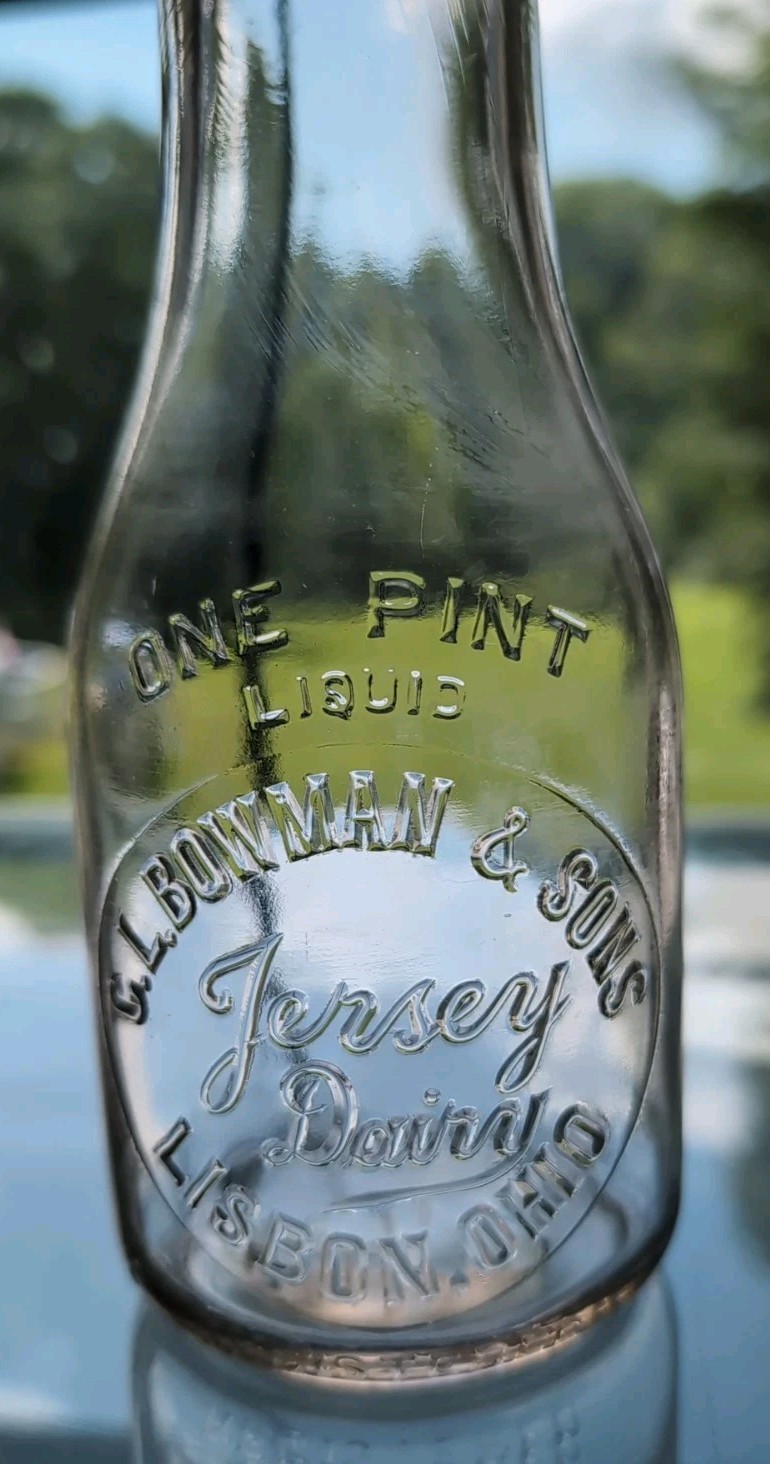 ONE PINT
LIQUID
C.L. BOWMAN & SONS
Jersey
Dairy
LISBON, OHIO